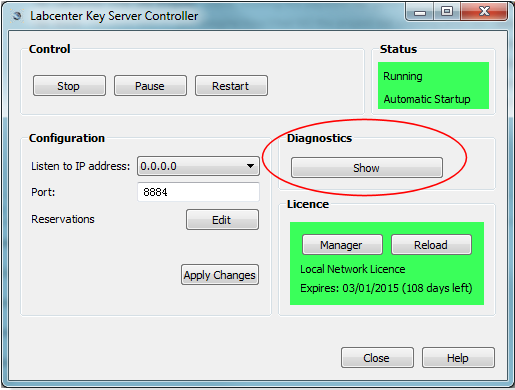 Labcenter Key Server Controller
Control
Status
Stop
Pause
Restart
Running
Automatic Startup
Configuration
Diagnostics
Listen to IP address:
0.0.0.0
Show
Port:
8884
Reservations
Edit
Licence
Manager
Reload
Apply Changes
Local Network Licence
Expires: 03/01/2015 (108 days left)
Close
Help